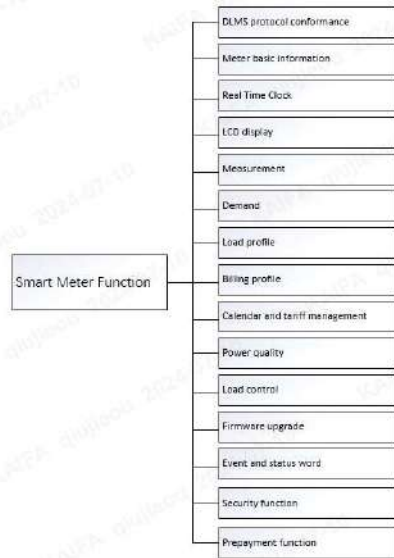 DLMS protocol conformance
Meter basic information
Real Time Clock
LCD display
Measurement
Demand
Load profile
Smart Meter Function
Billing profile
Calendar and tariff management
Power quality
Load control
Firmware upgrade
Event and status word
Security function
Prepayment function